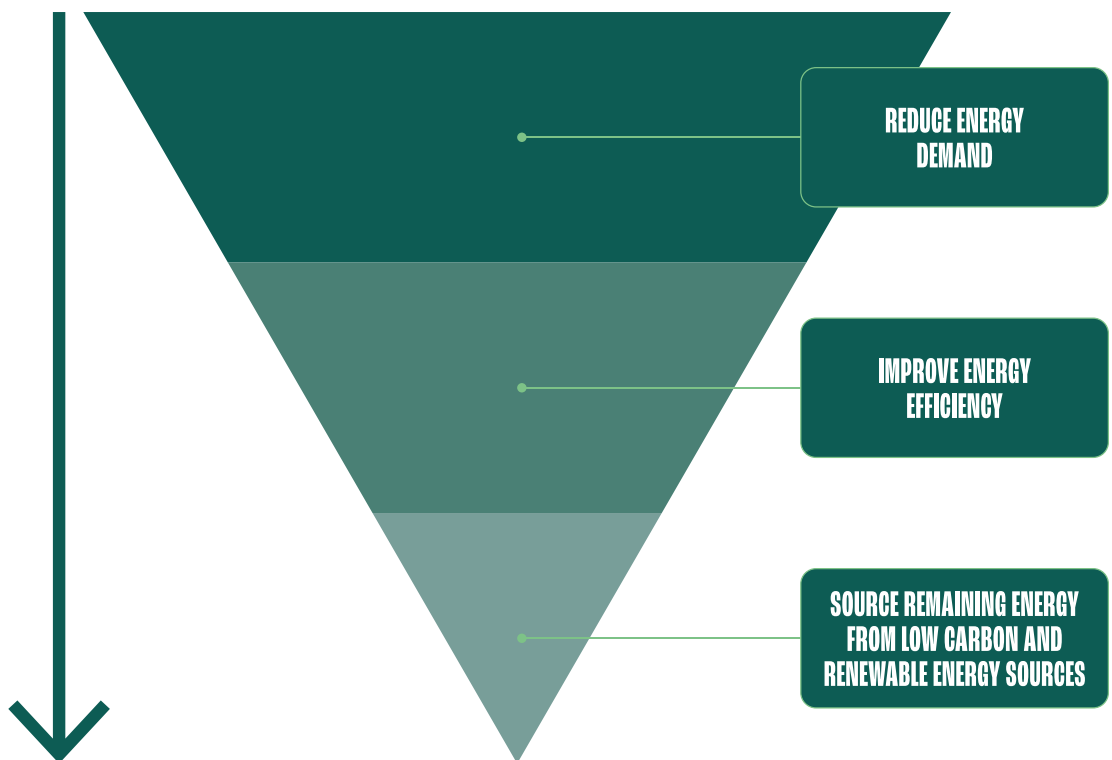 REDUCE ENERGY
DEMAND
IMPROVE ENERGY
EFFICIENCY
SOURCE REMAINING ENERGY
FROM LOW CARBON AND
RENEWABLE ENERGY SOURCES